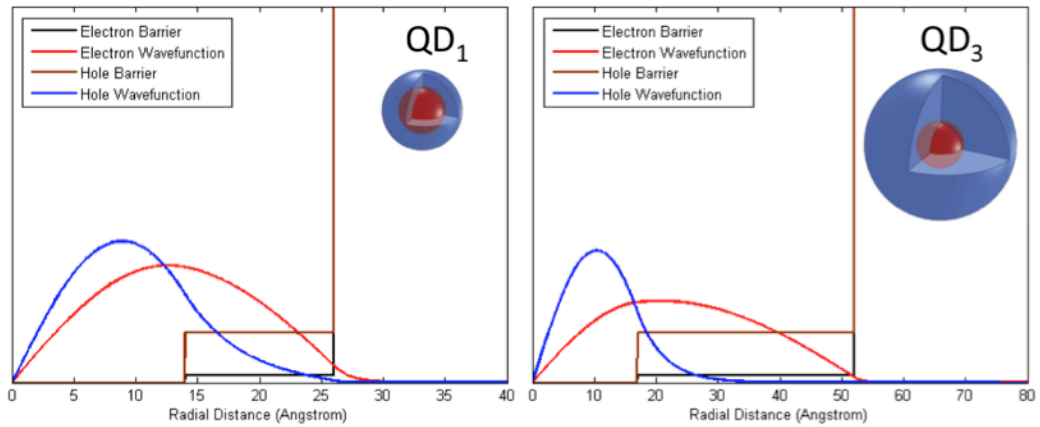 Electron Barrier
Electron Wavefunction
Hole Barrier
Hole Wavefunction
QD₁
0 5 10 15 20 25 30 35 40
Radial Distance (Angstrom)
Electron Barrier
Electron Wavefunction
Hole Barrier
Hole Wavefunction
QD₃
0 10 20 30 40 50 60 70 80
Radial Distance (Angstrom)